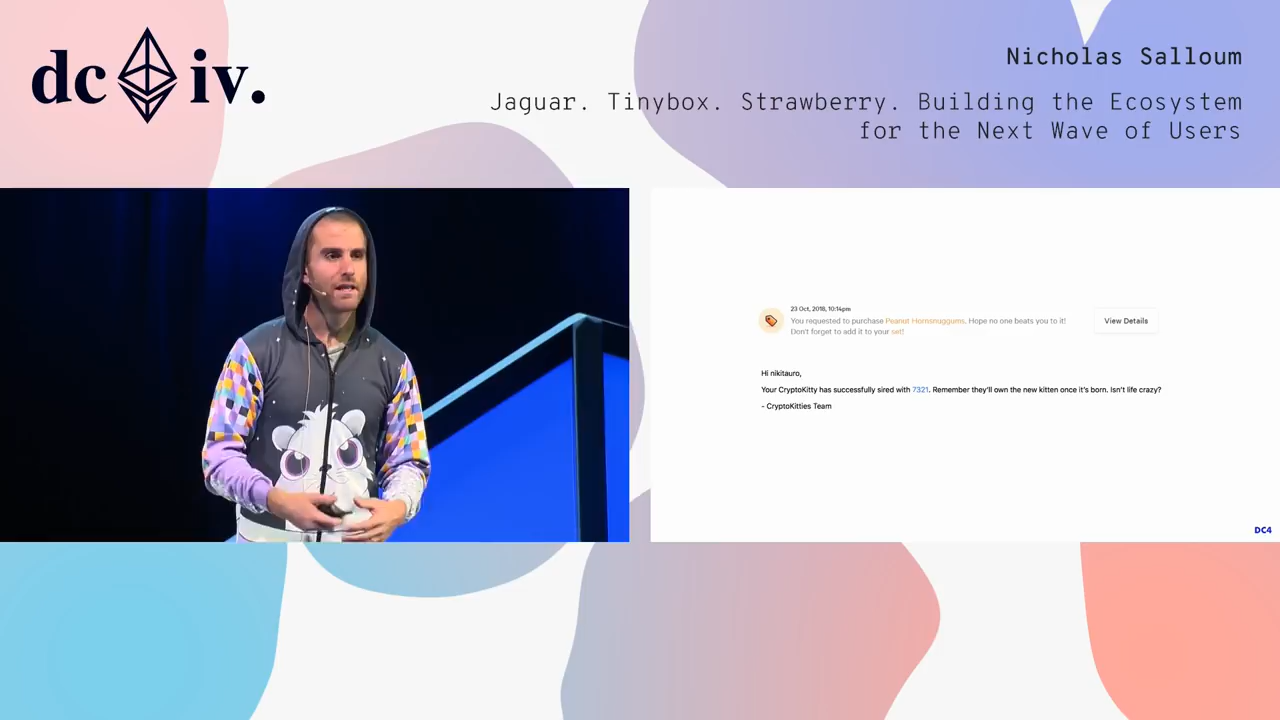 dc iv.
Nicholas Salloum
Jaguar. Tinybox. Strawberry. Building the Ecosystem
for the Next Wave of Users
23 Oct, 2018, 10:14pm
You requested to purchase Peanut Hornsnuggums. Hope no one beats you to it!
Don't forget to add it to your set!
View Details
Hi nikitauro,
Your CryptoKitty has successfully sired with 7321. Remember they'll own the new kitten once it's born. Isn't life crazy?
- CryptoKitties Team
DC4